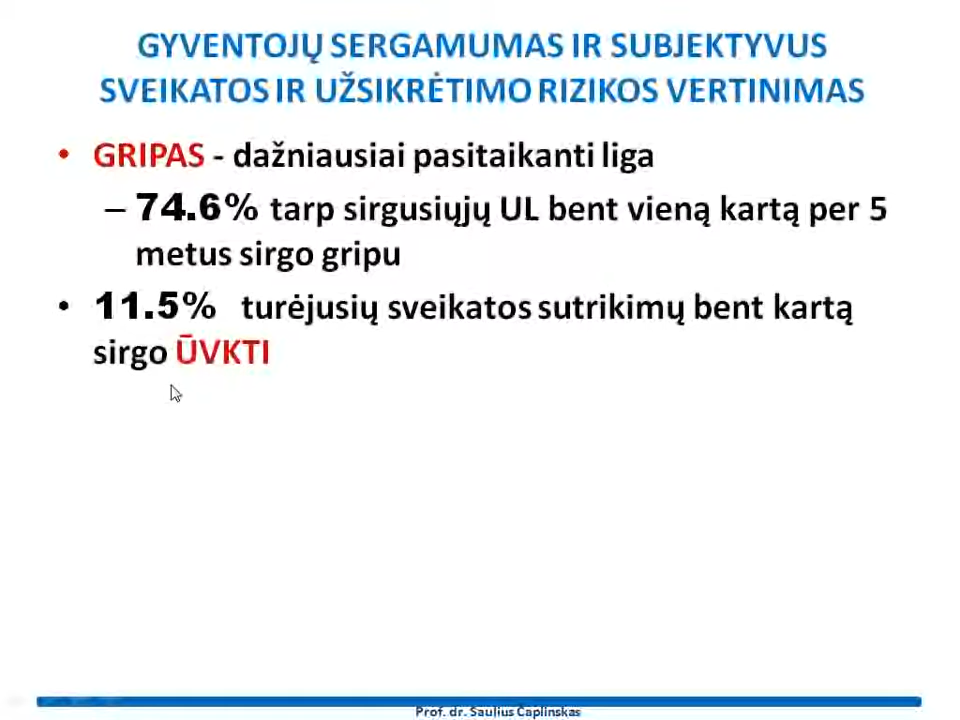 GYVENTOJŲ SERGAMUMAS IR SUBJEKTYVUS
SVEIKATOS IR UŽSIKRĖTIMO RIZIKOS VERTINIMAS
• GRIPAS - dažniausiai pasitaikanti liga
– 74.6% tarp sirgusiųjų UL bent vieną kartą per 5
metus sirgo gripu
• 11.5% turėjusių sveikatos sutrikimų bent kartą
sirgo ŪVKTI
Prof. dr. Saulius Čaplinskas